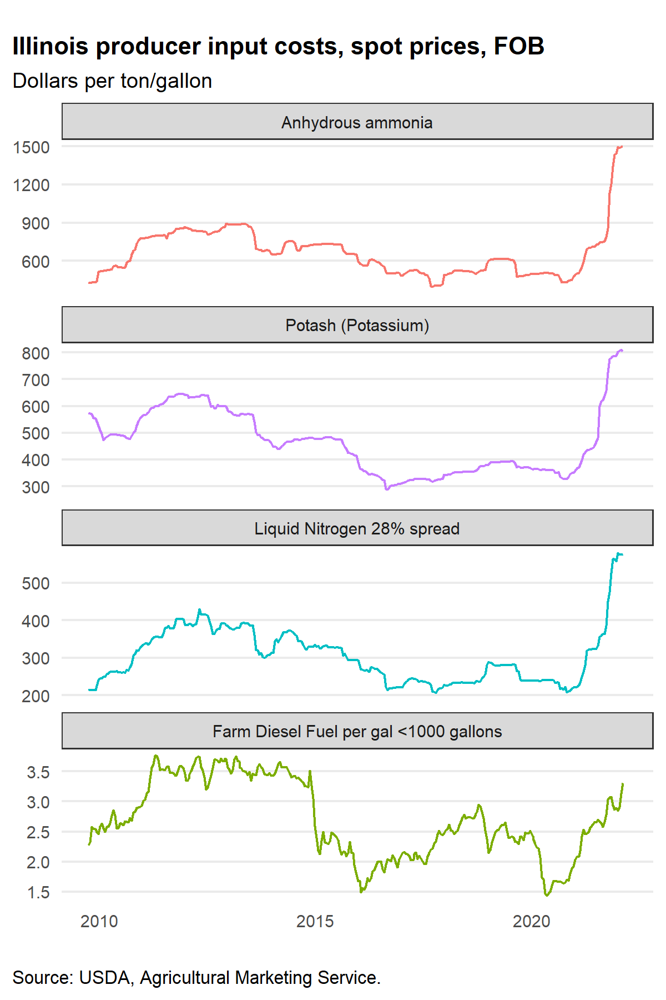 Illinois producer input costs, spot prices, FOB
Dollars per ton/gallon
Anhydrous ammonia
1500
1200
900
600
Potash (Potassium)
800
700
600
500
400
300
Liquid Nitrogen 28% spread
500
400
300
200
Farm Diesel Fuel per gal <1000 gallons
3.5
3.0
2.5
2.0
1.5
2010 2015 2020
Source: USDA, Agricultural Marketing Service.